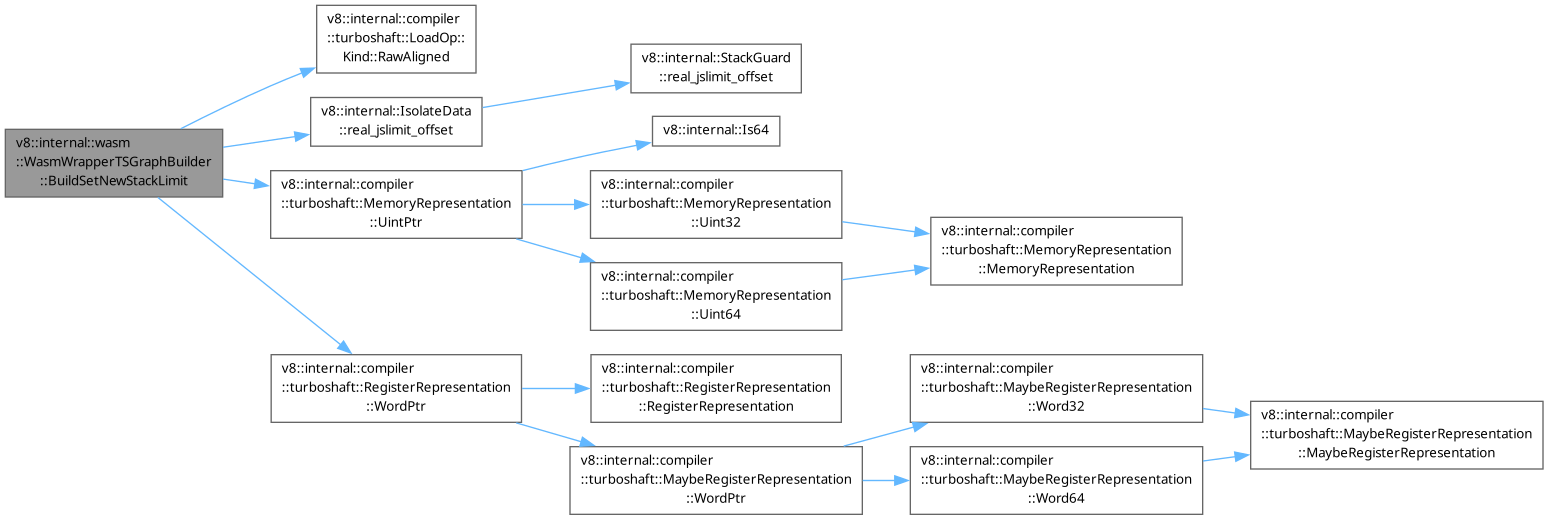 v8::internal::wasm
::WasmWrapperTSGraphBuilder
::BuildSetNewStackLimit
v8::internal::compiler
::turboshaft::LoadOp::
Kind::RawAligned
v8::internal::IsolateData
::real_jslimit_offset
v8::internal::StackGuard
::real_jslimit_offset
v8::internal::compiler
::turboshaft::MemoryRepresentation
::UintPtr
v8::internal::Is64
v8::internal::compiler
::turboshaft::MemoryRepresentation
::Uint32
v8::internal::compiler
::turboshaft::MemoryRepresentation
::Uint64
v8::internal::compiler
::turboshaft::MemoryRepresentation
::MemoryRepresentation
v8::internal::compiler
::turboshaft::RegisterRepresentation
::WordPtr
v8::internal::compiler
::turboshaft::RegisterRepresentation
::RegisterRepresentation
v8::internal::compiler
::turboshaft::MaybeRegisterRepresentation
::WordPtr
v8::internal::compiler
::turboshaft::MaybeRegisterRepresentation
::Word32
v8::internal::compiler
::turboshaft::MaybeRegisterRepresentation
::Word64
v8::internal::compiler
::turboshaft::MaybeRegisterRepresentation
::MaybeRegisterRepresentation